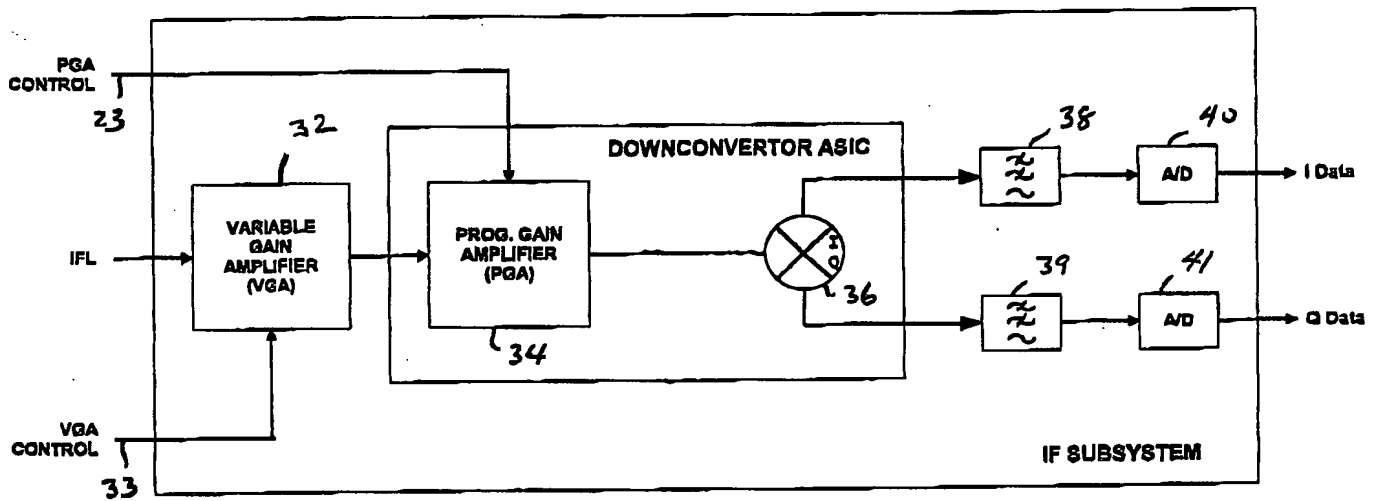 PGA
CONTROL
23
32
VARIABLE
GAIN
AMPLIFIER
(VGA)
IFL
VGA
CONTROL
33
DOWNCONVERTOR ASIC
PROG. GAIN
AMPLIFIER
(PGA)
34
I
Q
36
38
40
A/D
I Data
39
41
A/D
Q Data
IF SUBSYSTEM